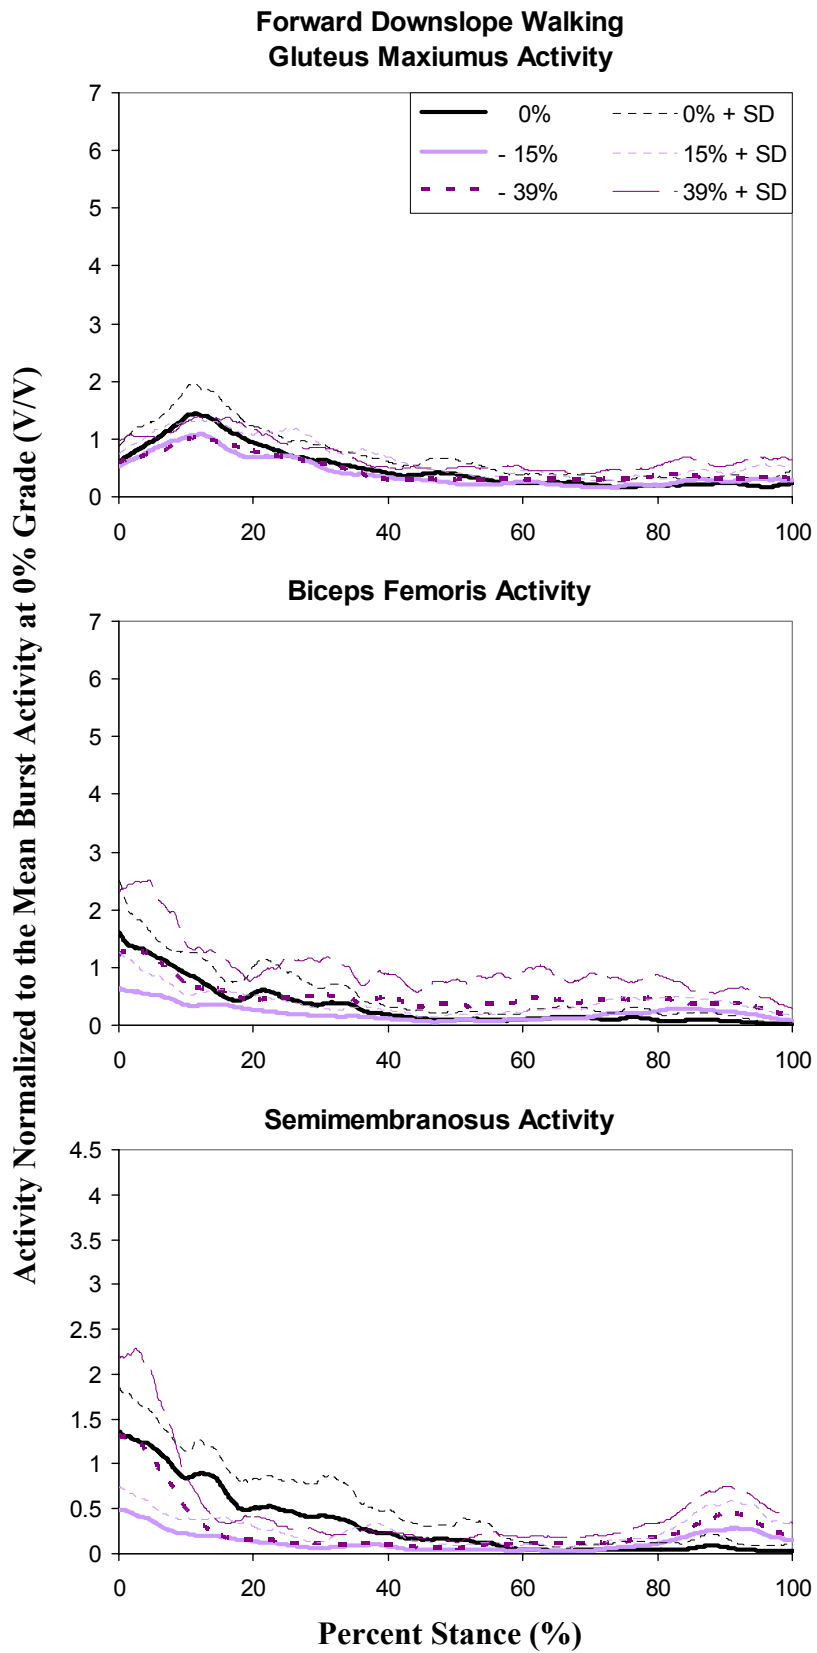 Forward Downslope Walking
Gluteus Maxiumus Activity
7
6
5
4
3
2
1
0
0% 0% + SD
- 15% 15% + SD
- 39% 39% + SD
0 20 40 60 80 100
Biceps Femoris Activity
7
6
5
4
3
2
1
0
0 20 40 60 80 100
Semimembranosus Activity
4.5
4
3.5
3
2.5
2
1.5
1
0.5
0
0 20 40 60 80 100
Percent Stance (%)
Activity Normalized to the Mean Burst Activity at 0% Grade (V/V)